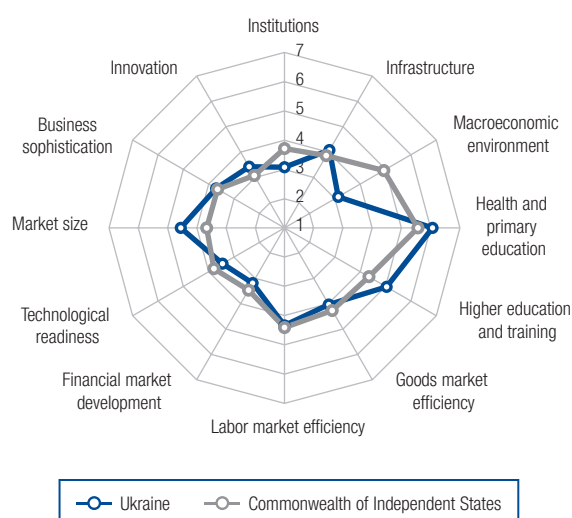 Institutions
7
6
5
4
3
2
1
Infrastructure
Macroeconomic
environment
Health and
primary
education
Higher education
and training
Goods market
efficiency
Labor market efficiency
Financial market
development
Technological
readiness
Market size
Business
sophistication
Innovation
Ukraine
Commonwealth of Independent States